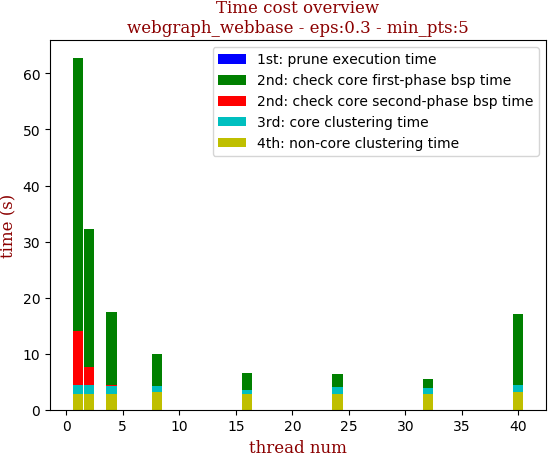 Time cost overview
webgraph_webbase - eps:0.3 - min_pts:5
1st: prune execution time
2nd: check core first-phase bsp time
2nd: check core second-phase bsp time
3rd: core clustering time
4th: non-core clustering time
time (s)
60
50
40
30
20
10
0
0 5 10 15 20 25 30 35 40
thread num